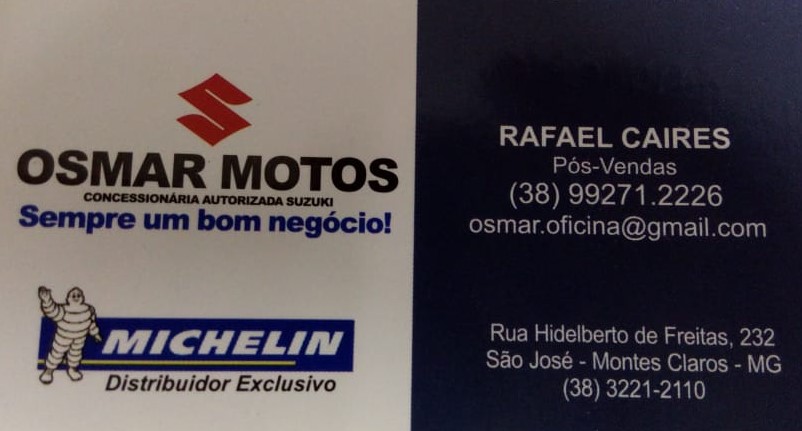 OSMAR MOTOS
CONCESSIONÁRIA AUTORIZADA SUZUKI
Sempre um bom negócio!
MICHELIN
Distribuidor Exclusivo
RAFAEL CAIRES
Pós-Vendas
(38) 99271.2226
osmar.oficina@gmail.com
Rua Hidelberto de Freitas, 232
São José - Montes Claros - MG
(38) 3221-2110